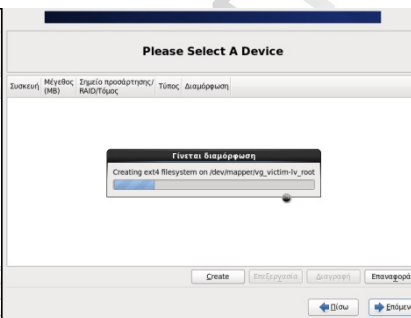 Please Select A Device
Συσκευή Μέγεθος (MB) Σημείο προσάρτησης/ RAID/Τόμος Τύπος Διαμόρφωση
Γίνεται διαμόρφωση
Creating ext4 filesystem on /dev/mapper/vg_victim-lv_root
Create Επεξεργασία Διαγραφή Επαναφορά
Πίσω Επόμεν